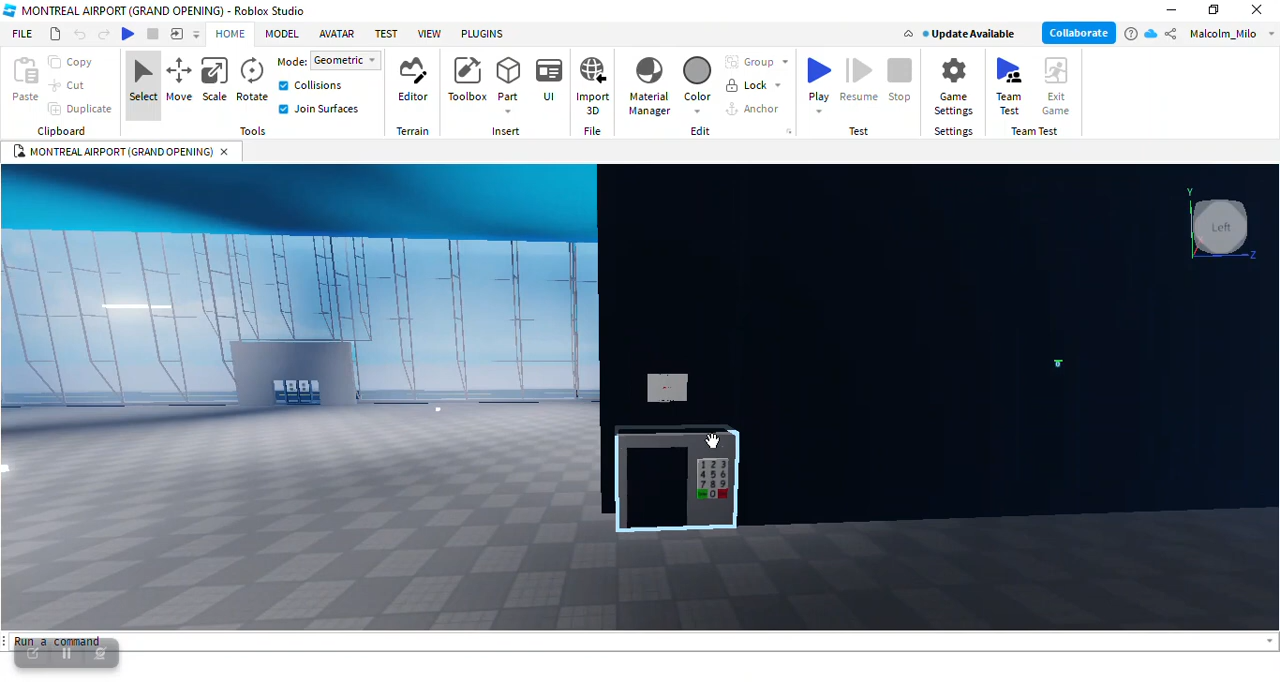 MONTREAL AIRPORT (GRAND OPENING) - Roblox Studio
FILE HOME MODEL AVATAR TEST VIEW PLUGINS Update Available Collaborate Malcolm_Milo
Paste Copy Cut Duplicate Clipboard
Select Move Scale Rotate Mode: Geometric Collisions Join Surfaces Tools
Editor Terrain
Toolbox Part UI Insert
Import 3D File
Material Manager Color Group Lock Anchor Edit
Play Resume Stop Test
Game Settings Settings
Team Test Exit Game Team Test
MONTREAL AIRPORT (GRAND OPENING)
Y
Left
Z
1 2 3
4 5 6
7 8 9
0
Run a command